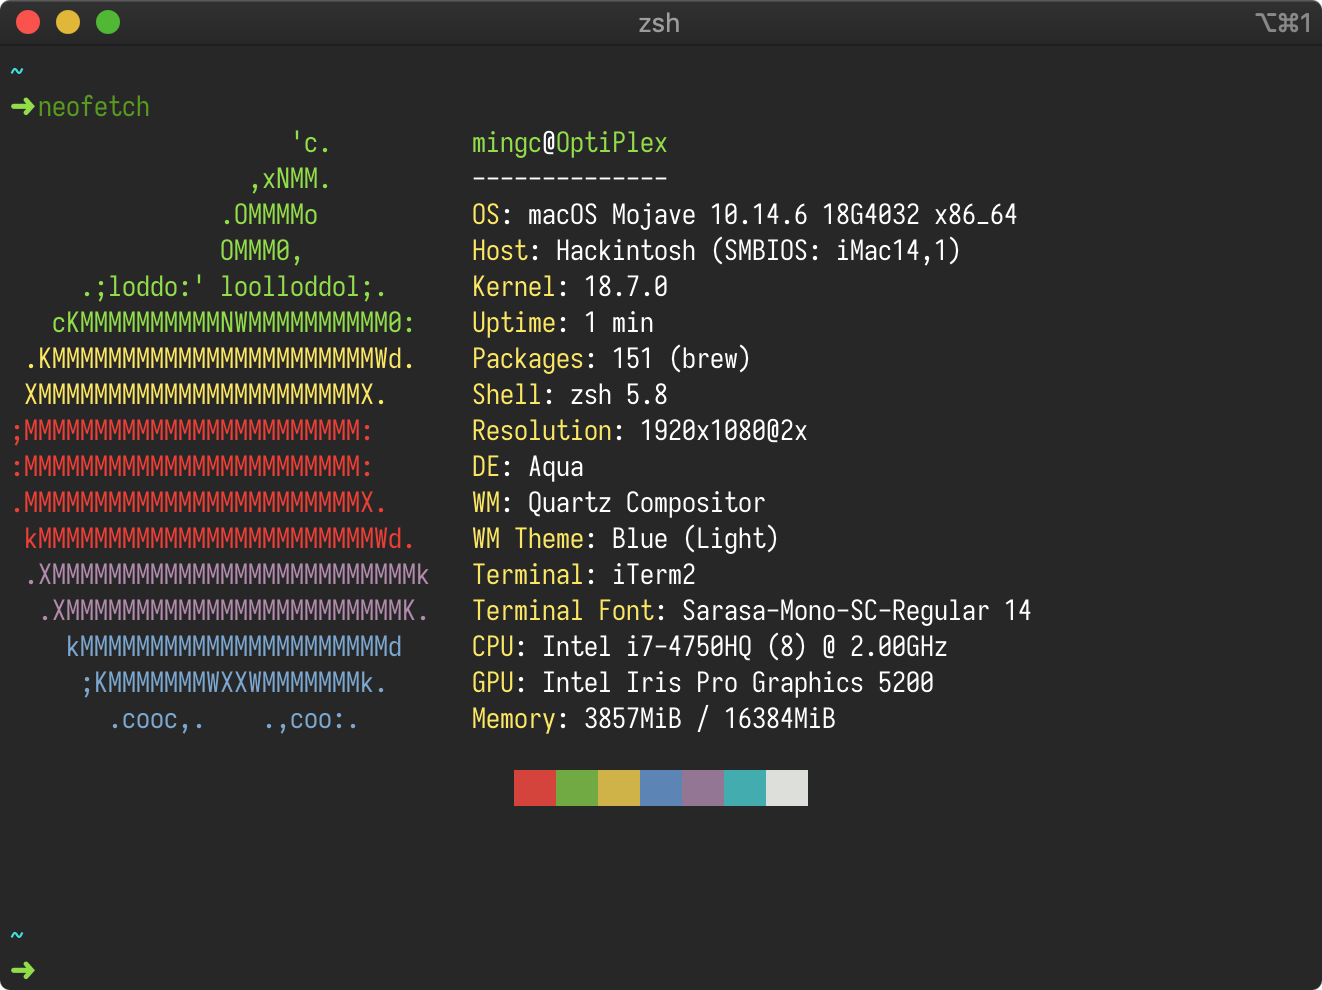 zsh ⌥⌘1
~
➜neofetch
                    'c.          mingc@OptiPlex
                 ,xNMM.          --------------
               .OMMMMo           OS: macOS Mojave 10.14.6 18G4032 x86_64
               OMMM0,            Host: Hackintosh (SMBIOS: iMac14,1)
     .;loddo:' loolloddol;.      Kernel: 18.7.0
   cKMMMMMMMMMMNWMMMMMMMMMM0:    Uptime: 1 min
 .KMMMMMMMMMMMMMMMMMMMMMMMWd.    Packages: 151 (brew)
 XMMMMMMMMMMMMMMMMMMMMMMMX.      Shell: zsh 5.8
;MMMMMMMMMMMMMMMMMMMMMMMM:       Resolution: 1920x1080@2x
:MMMMMMMMMMMMMMMMMMMMMMMM:       DE: Aqua
.MMMMMMMMMMMMMMMMMMMMMMMMX.      WM: Quartz Compositor
 kMMMMMMMMMMMMMMMMMMMMMMMMWd.    WM Theme: Blue (Light)
 .XMMMMMMMMMMMMMMMMMMMMMMMMMMk   Terminal: iTerm2
  .XMMMMMMMMMMMMMMMMMMMMMMMMK.   Terminal Font: Sarasa-Mono-SC-Regular 14
    kMMMMMMMMMMMMMMMMMMMMMMd     CPU: Intel i7-4750HQ (8) @ 2.00GHz
     ;KMMMMMMMWXXWMMMMMMMk.      GPU: Intel Iris Pro Graphics 5200
       .cooc,.    .,coo:.        Memory: 3857MiB / 16384MiB
~
➜